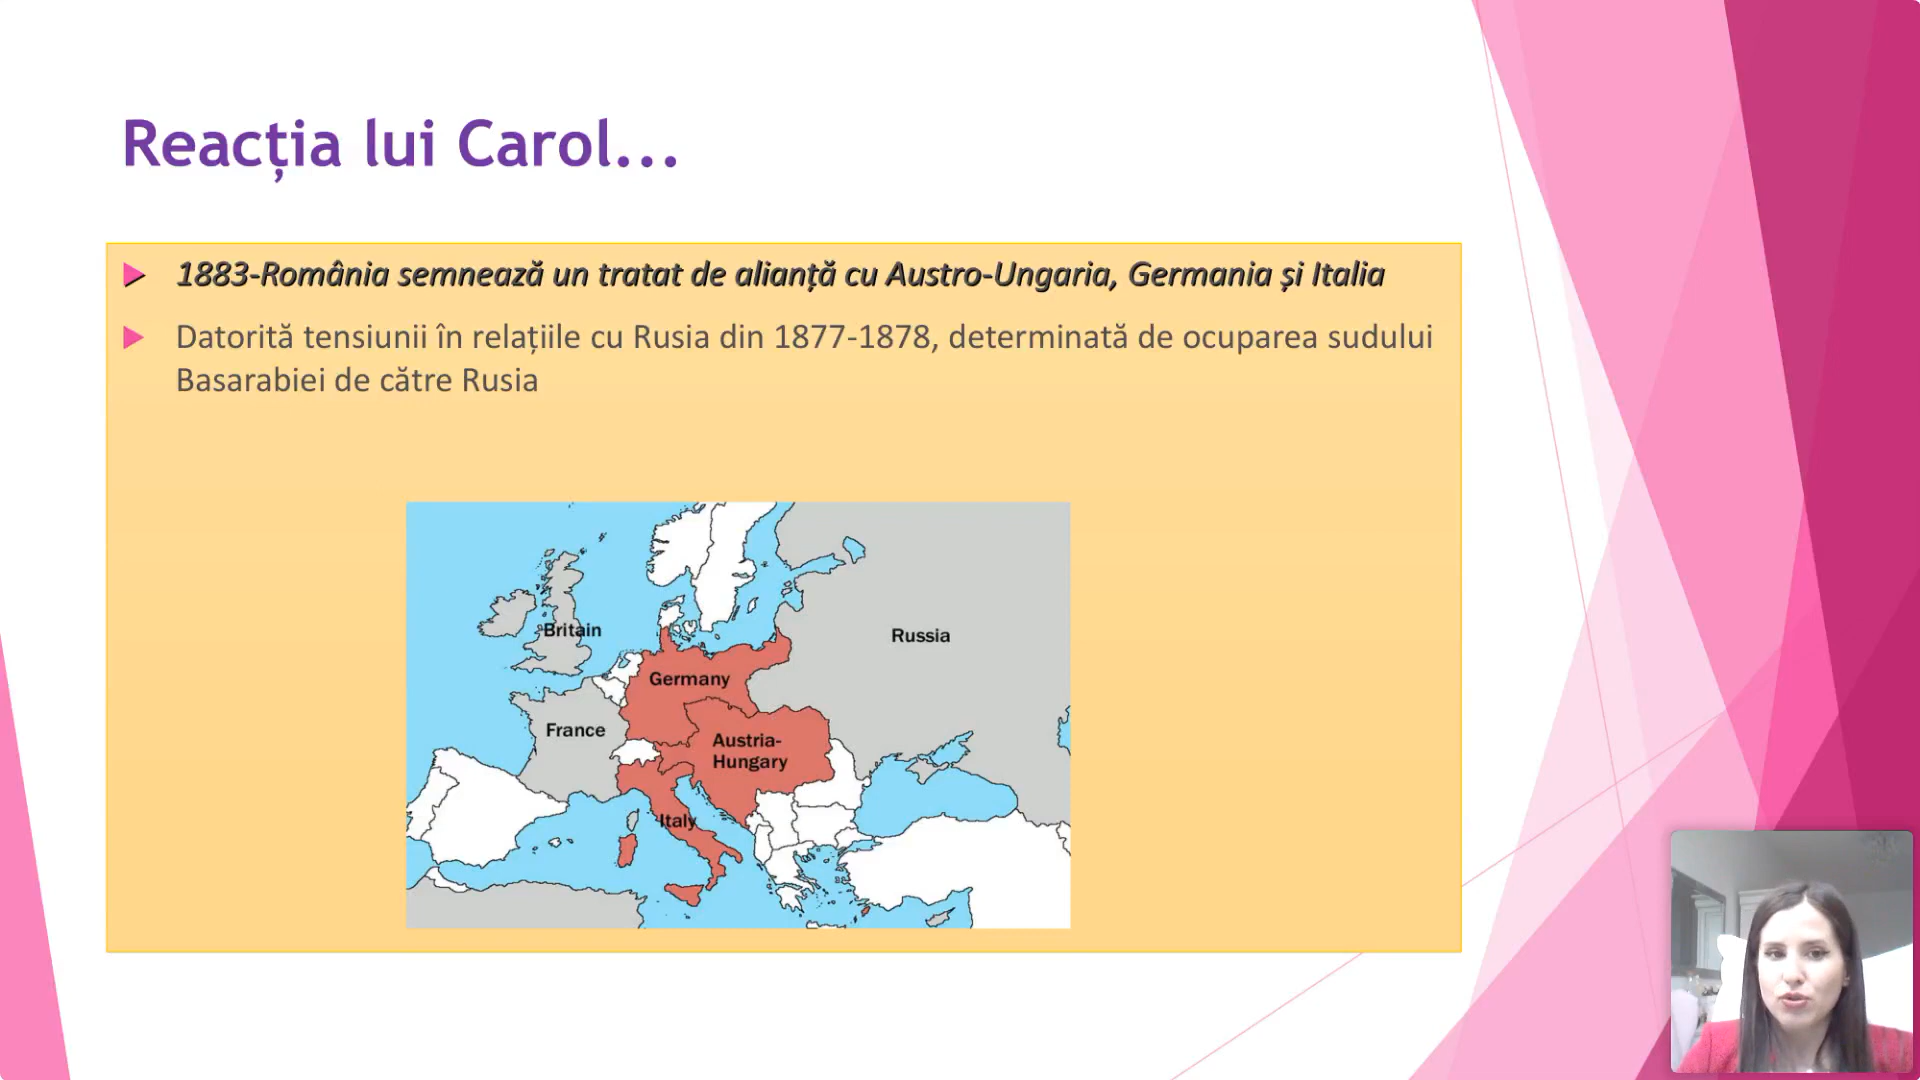 Reacția lui Carol...
1883-România semnează un tratat de alianță cu Austro-Ungaria, Germania și Italia
Datorită tensiunii în relațiile cu Rusia din 1877-1878, determinată de ocuparea sudului
Basarabiei de către Rusia
Britain
Russia
Germany
France
Austria-
Hungary
Italy